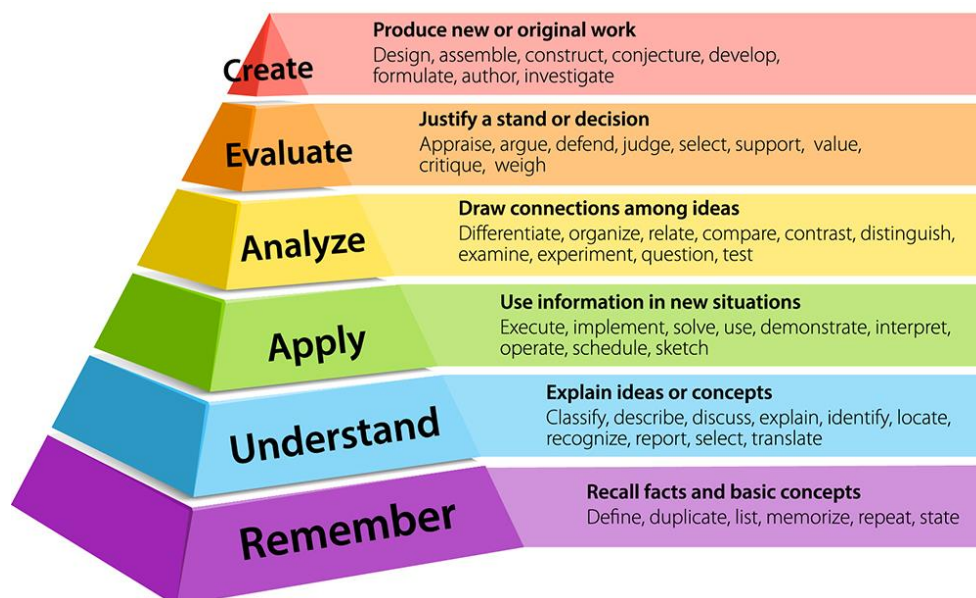 Create
Produce new or original work
Design, assemble, construct, conjecture, develop,
formulate, author, investigate
Evaluate
Justify a stand or decision
Appraise, argue, defend, judge, select, support, value,
critique, weigh
Analyze
Draw connections among ideas
Differentiate, organize, relate, compare, contrast, distinguish,
examine, experiment, question, test
Apply
Use information in new situations
Execute, implement, solve, use, demonstrate, interpret,
operate, schedule, sketch
Understand
Explain ideas or concepts
Classify, describe, discuss, explain, identify, locate,
recognize, report, select, translate
Remember
Recall facts and basic concepts
Define, duplicate, list, memorize, repeat, state